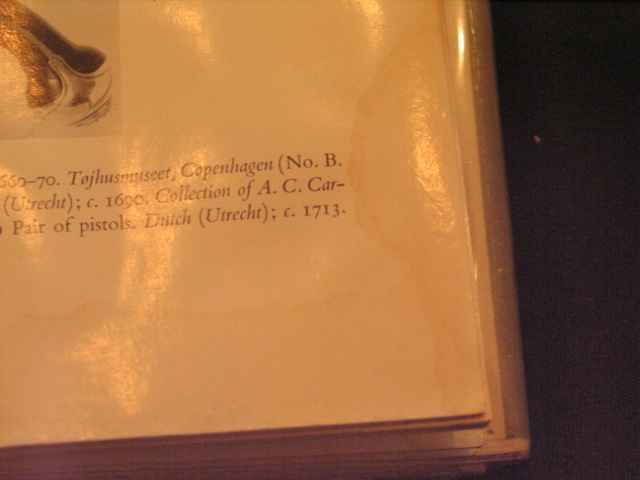 660–70. Tøjhusmuseet, Copenhagen (No. B.
(Utrecht); c. 1690. Collection of A. C. Car-
Pair of pistols. Dutch (Utrecht); c. 1713.